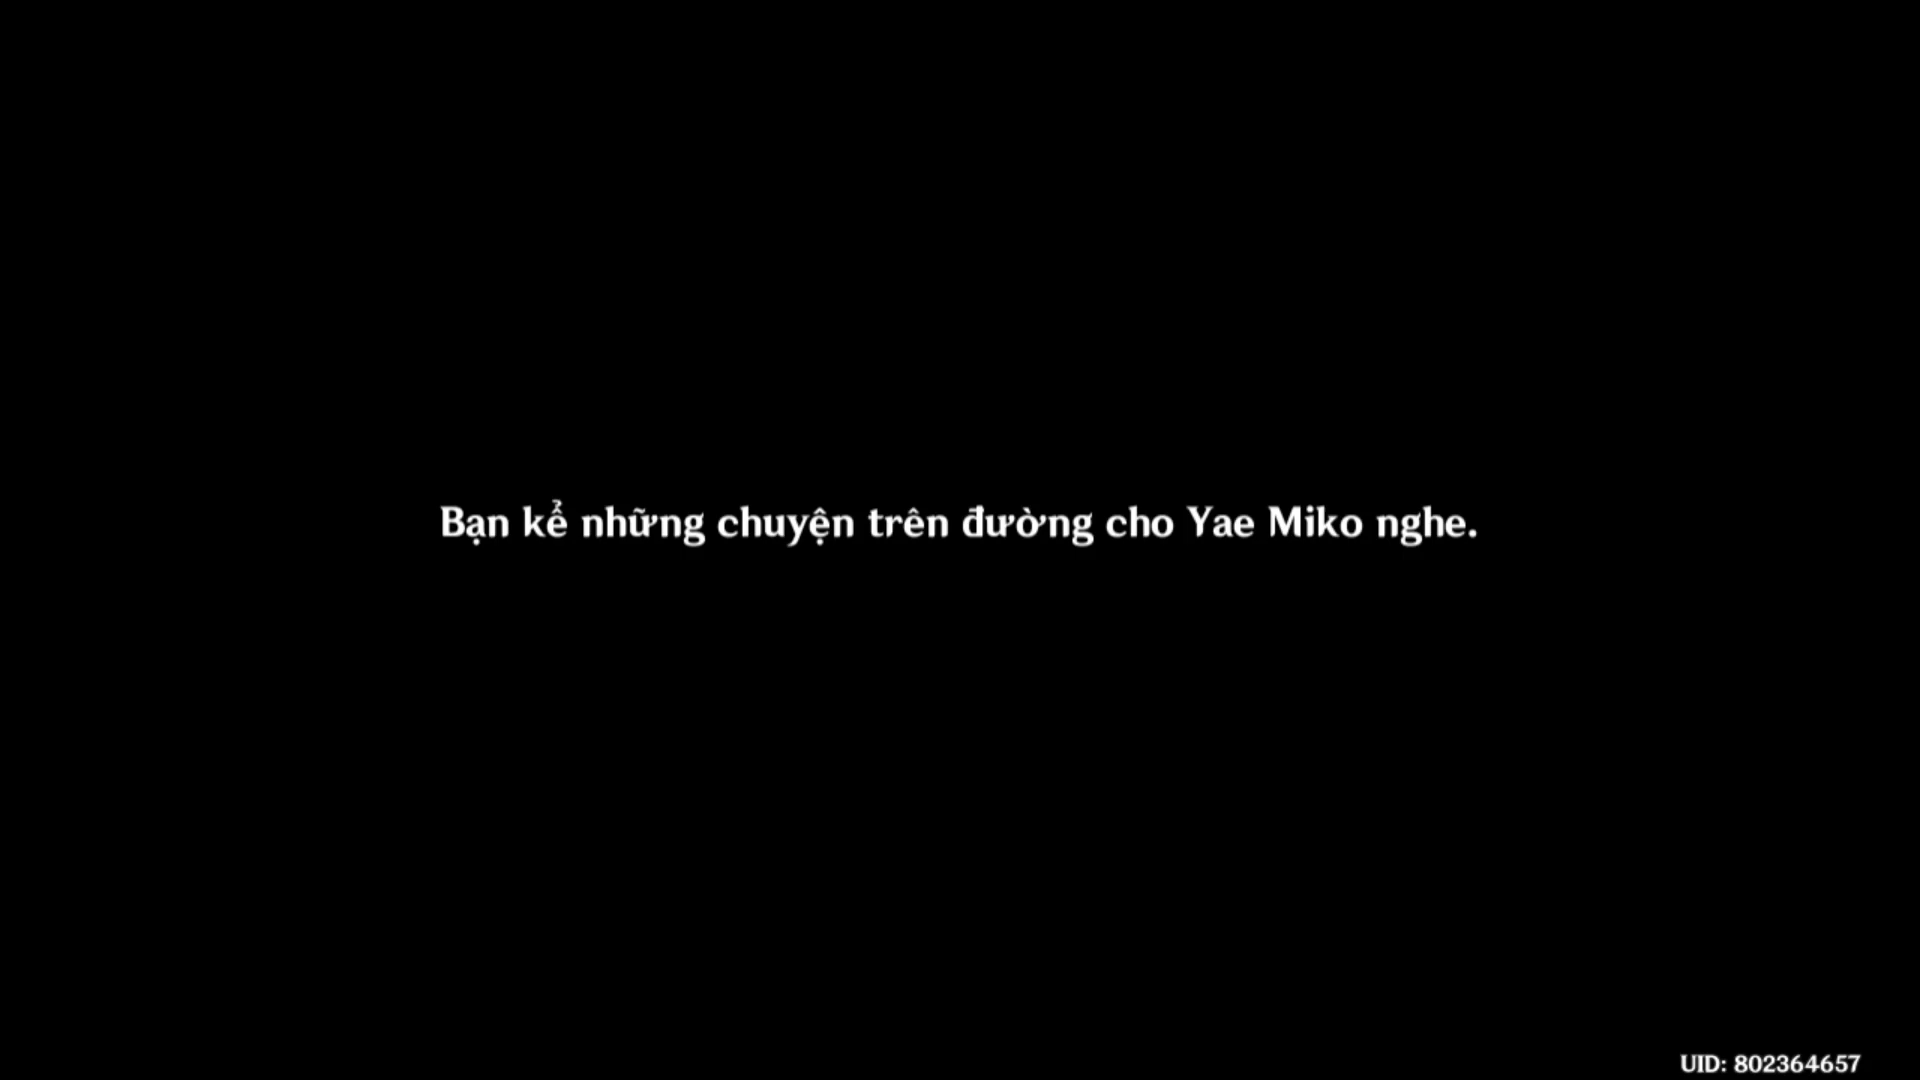 Bạn kể những chuyện trên đường cho Yae Miko nghe.
UID: 802364657